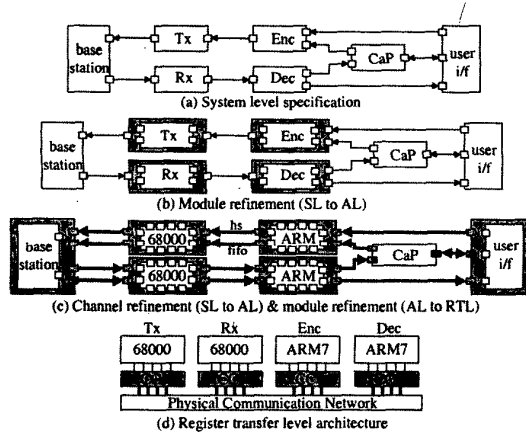 base station
Tx
Enc
CaP
user i/f
Rx
Dec
(a) System level specification
base station
Tx
Enc
CaP
user i/f
Rx
Dec
(b) Module refinement (SL to AL)
base station
68000
hs
fifo
ARM
CaP
user i/f
68000
ARM
(c) Channel refinement (SL to AL) & module refinement (AL to RTL)
Tx Rx Enc Dec
68000 68000 ARM7 ARM7
Physical Communication Network
(d) Register transfer level architecture